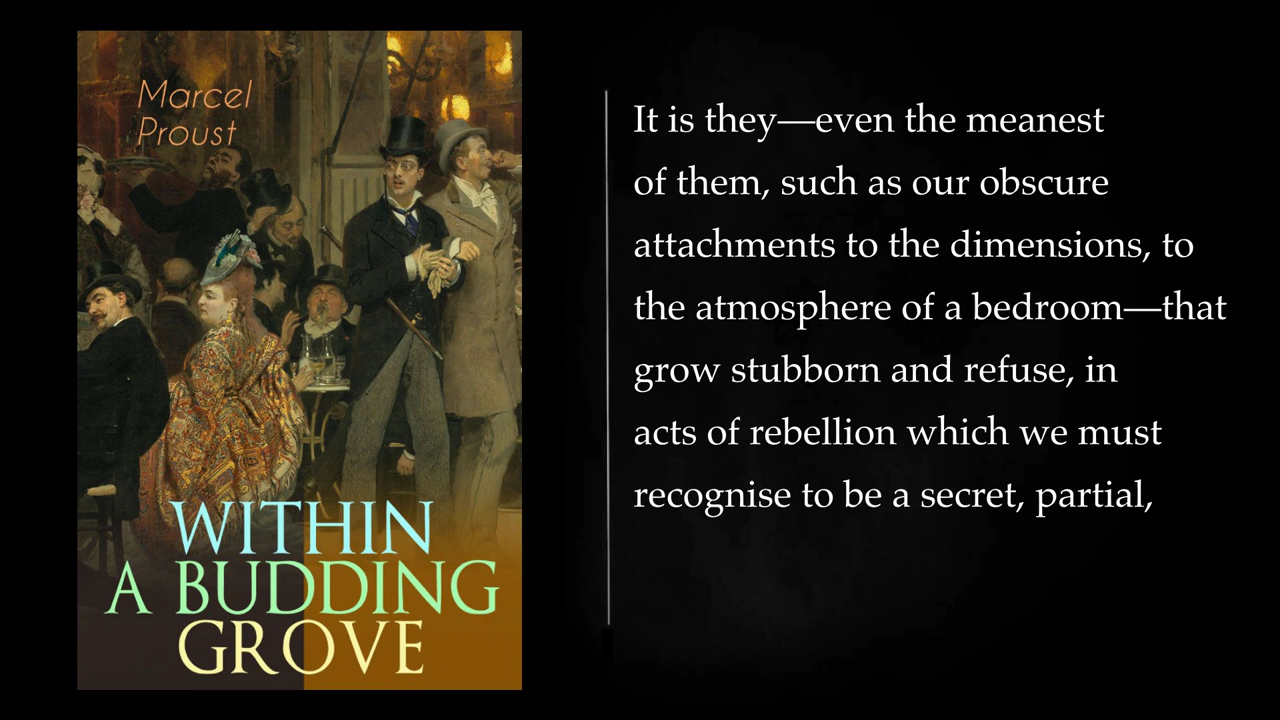 Marcel
Proust
WITHIN
A BUDDING
GROVE
It is they—even the meanest
of them, such as our obscure
attachments to the dimensions, to
the atmosphere of a bedroom—that
grow stubborn and refuse, in
acts of rebellion which we must
recognise to be a secret, partial,